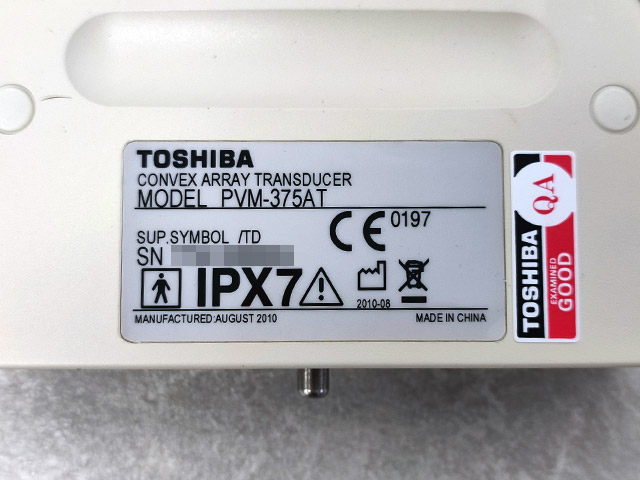 TOSHIBA
CONVEX ARRAY TRANSDUCER
MODEL PVM-375AT
SUP.SYMBOL /TD
CE 0197
SN
IPX7
2010-08
MANUFACTURED:AUGUST 2010
MADE IN CHINA
TOSHIBA
QA
EXAMINED
GOOD